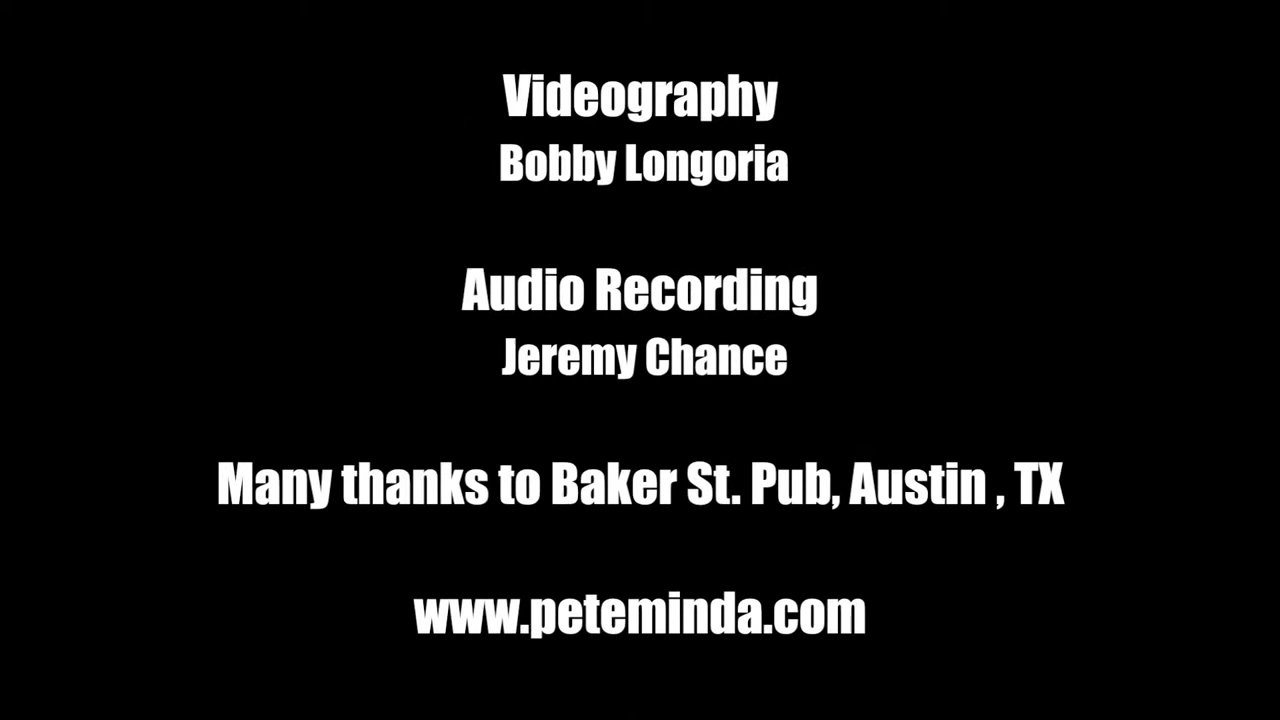 Videography
Bobby Longoria
Audio Recording
Jeremy Chance
Many thanks to Baker St. Pub, Austin , TX
www.peteminda.com